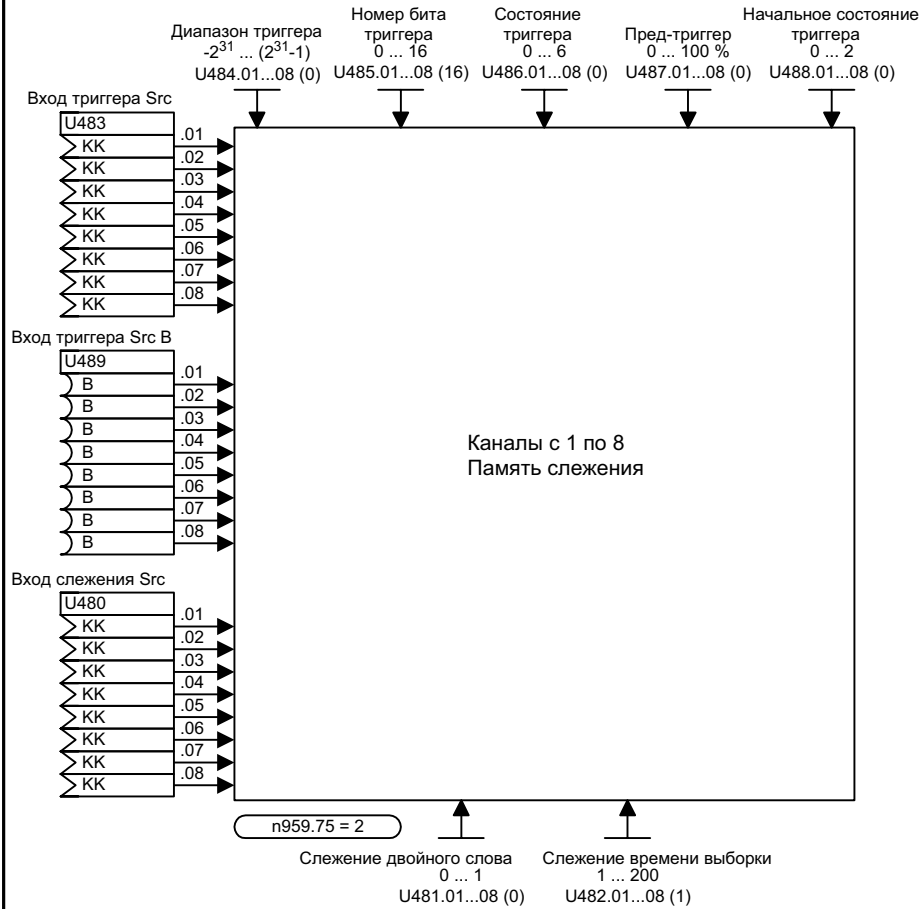 Диапазон триггера
-2³¹ ... (2³¹-1)
U484.01...08 (0)
Номер бита
триггера
0 ... 16
U485.01...08 (16)
Состояние
триггера
0 ... 6
U486.01...08 (0)
Пред-триггер
0 ... 100 %
U487.01...08 (0)
Начальное состояние
триггера
0 ... 2
U488.01...08 (0)
Вход триггера Src
U483
KK .01
KK .02
KK .03
KK .04
KK .05
KK .06
KK .07
KK .08
Вход триггера Src B
U489
B .01
B .02
B .03
B .04
B .05
B .06
B .07
B .08
Каналы с 1 по 8
Память слежения
Вход слежения Src
U480
KK .01
KK .02
KK .03
KK .04
KK .05
KK .06
KK .07
KK .08
n959.75 = 2
Слежение двойного слова
0 ... 1
U481.01...08 (0)
Слежение времени выборки
1 ... 200
U482.01...08 (1)